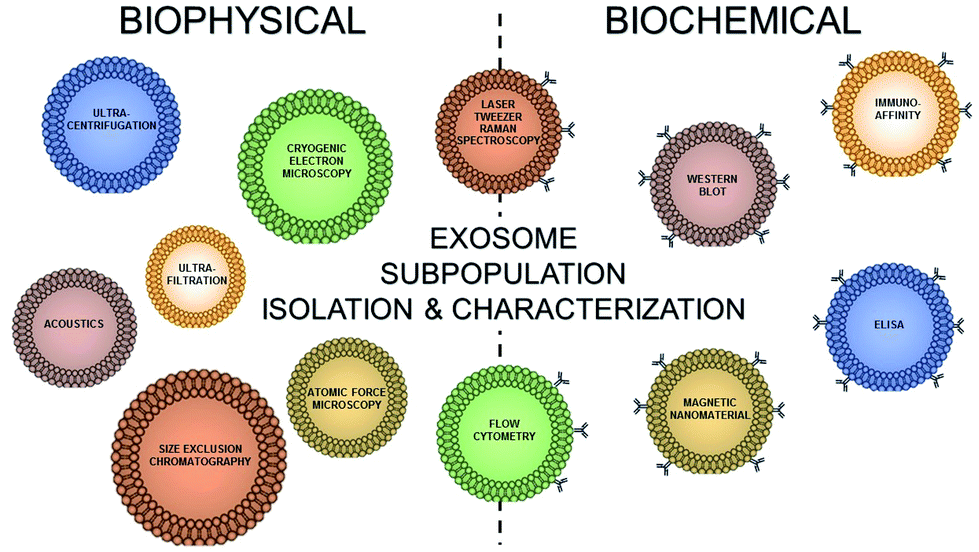 BIOPHYSICAL
BIOCHEMICAL
ULTRA-
CENTRIFUGATION
CRYOGENIC
ELECTRON
MICROSCOPY
LASER
TWEEZER
RAMAN
SPECTROSCOPY
WESTERN
BLOT
IMMUNO-
AFFINITY
EXOSOME
SUBPOPULATION
ISOLATION & CHARACTERIZATION
ULTRA-
FILTRATION
ACOUSTICS
ELISA
SIZE EXCLUSION
CHROMATOGRAPHY
ATOMIC FORCE
MICROSCOPY
FLOW
CYTOMETRY
MAGNETIC
NANOMATERIAL